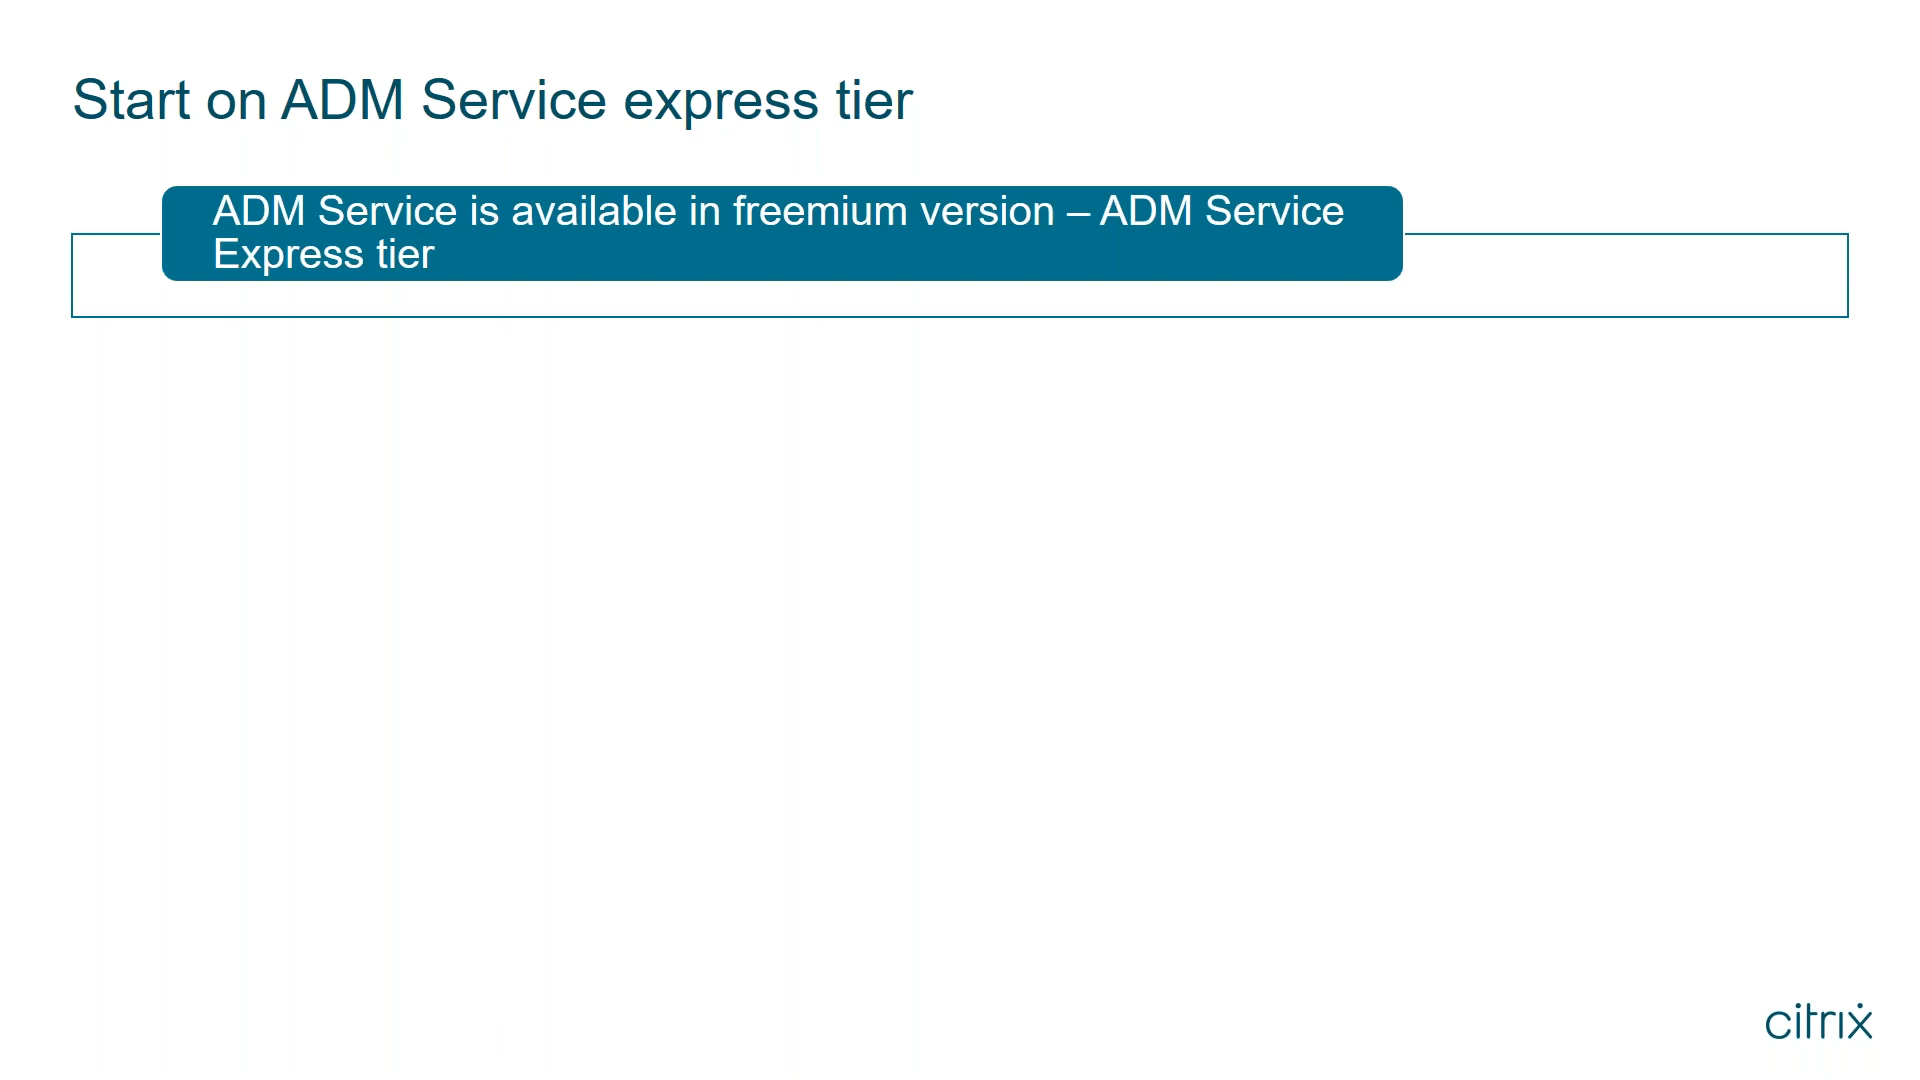 Start on ADM Service express tier
ADM Service is available in freemium version – ADM Service
Express tier
citrix